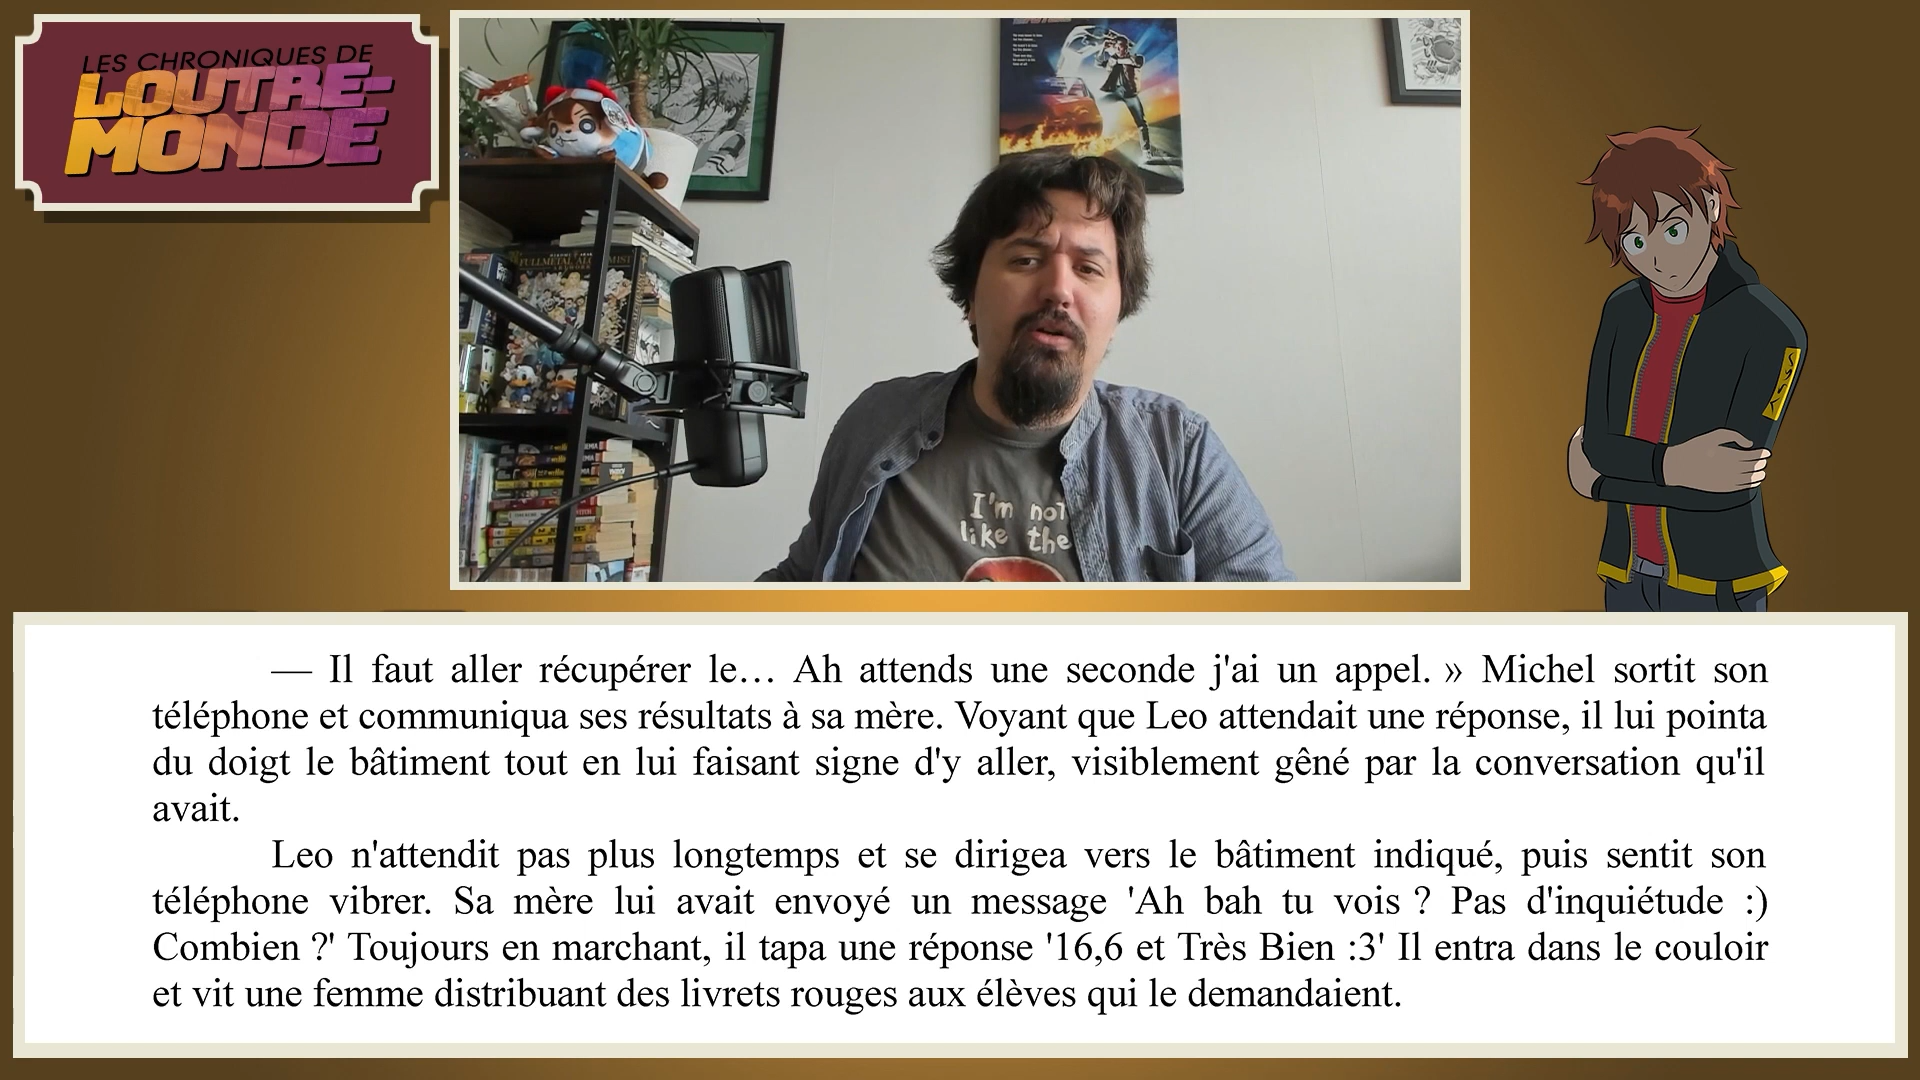 LES CHRONIQUES DE
LOUTRE-
MONDE
FULLMETAL ALCHEMIST
I'm not
like the
— Il faut aller récupérer le… Ah attends une seconde j'ai un appel. » Michel sortit son
téléphone et communiqua ses résultats à sa mère. Voyant que Leo attendait une réponse, il lui pointa
du doigt le bâtiment tout en lui faisant signe d'y aller, visiblement gêné par la conversation qu'il
avait.
Leo n'attendit pas plus longtemps et se dirigea vers le bâtiment indiqué, puis sentit son
téléphone vibrer. Sa mère lui avait envoyé un message 'Ah bah tu vois ? Pas d'inquiétude :)
Combien ?' Toujours en marchant, il tapa une réponse '16,6 et Très Bien :3' Il entra dans le couloir
et vit une femme distribuant des livrets rouges aux élèves qui le demandaient.